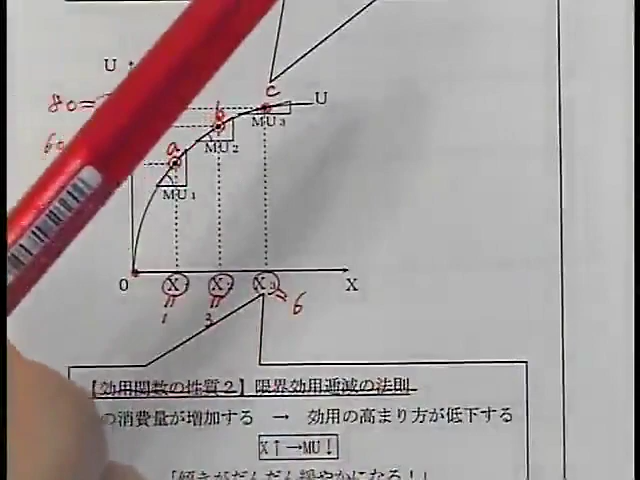 U
80=
C
b
U
MU3
6
MU2
a
MU1
0 X X X3 X
1 3 6
【効用関数の性質2】限界効用逓減の法則
の消費量が増加する → 効用の高まり方が低下する
X↑→MU↓
「傾きがだんだん緩やかになる！」